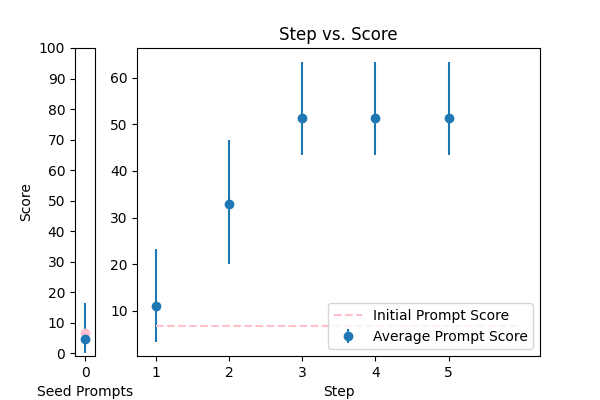 Step vs. Score
100
90
80
70
60
50
40
30
20
10
0
Score
0
Seed Prompts
60
50
40
30
20
10
1 2 3 4 5
Step
Initial Prompt Score
Average Prompt Score